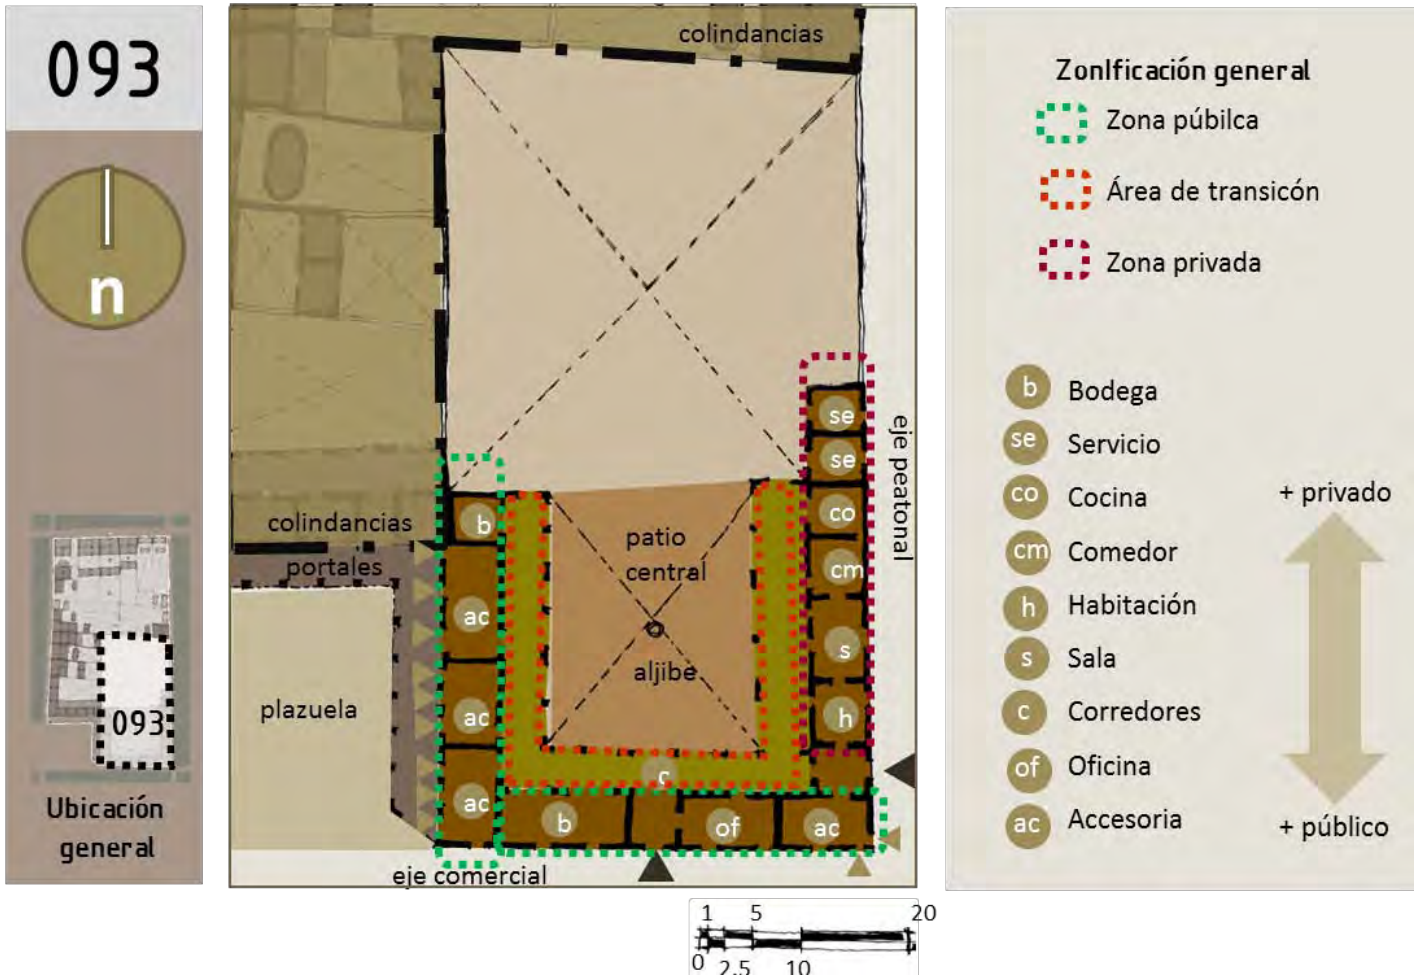 093
n
093
Ubicación
general
colindancias
eje peatonal
se
se
co
cm
s
h
b
ac
ac
ac
colindancias
portales
plazuela
patio
central
aljibe
c
b
of
ac
eje comercial
ZonIficación general
Zona púbilca
Área de transicón
Zona privada
b Bodega
se Servicio
co Cocina
cm Comedor
h Habitación
s Sala
c Corredores
of Oficina
ac Accesoria
+ privado
+ público
1 5 20
0 2.5 10